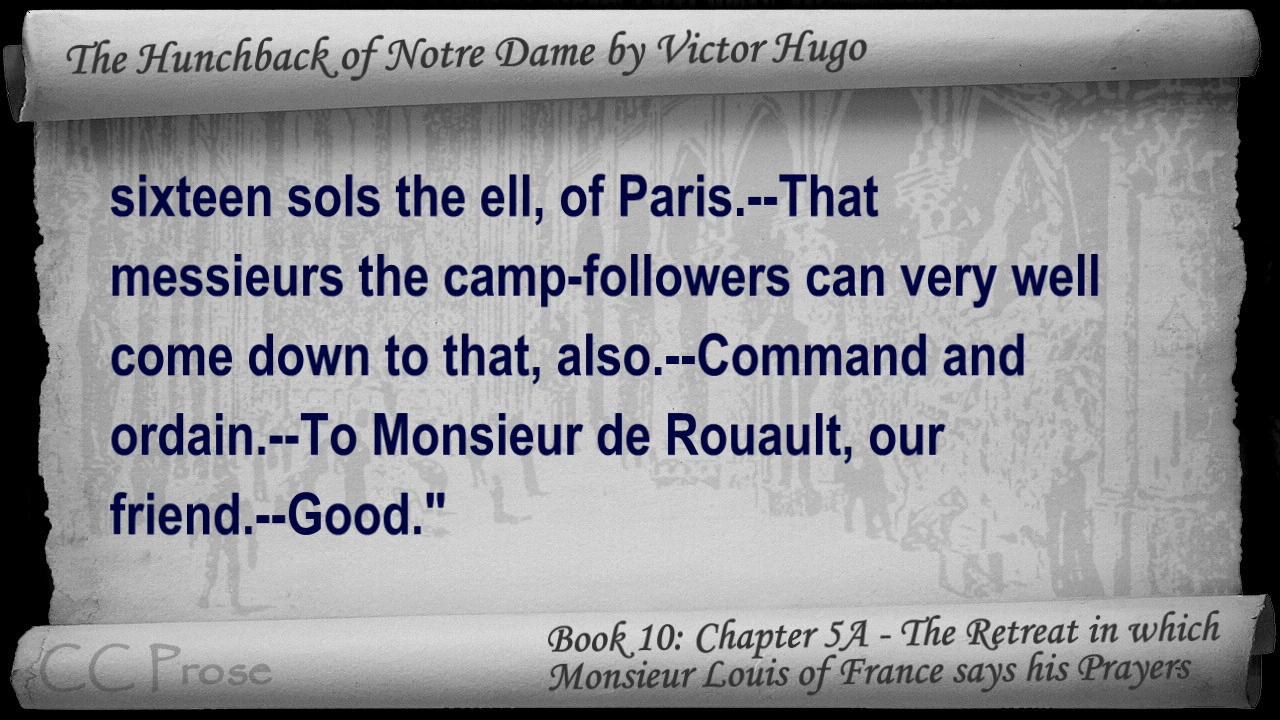 The Hunchback of Notre Dame by Victor Hugo
sixteen sols the ell, of Paris.--That
messieurs the camp-followers can very well
come down to that, also.--Command and
ordain.--To Monsieur de Rouault, our
friend.--Good."
CC Prose
Book 10: Chapter 5A - The Retreat in which
Monsieur Louis of France says his Prayers